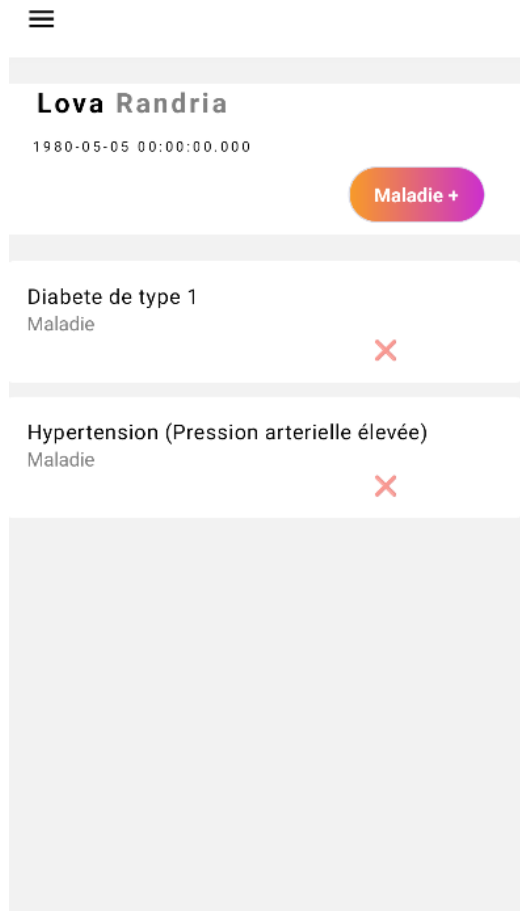 Lova Randria
1980-05-05 00:00:00.000
Maladie +
Diabete de type 1
Maladie
Hypertension (Pression arterielle élevée)
Maladie